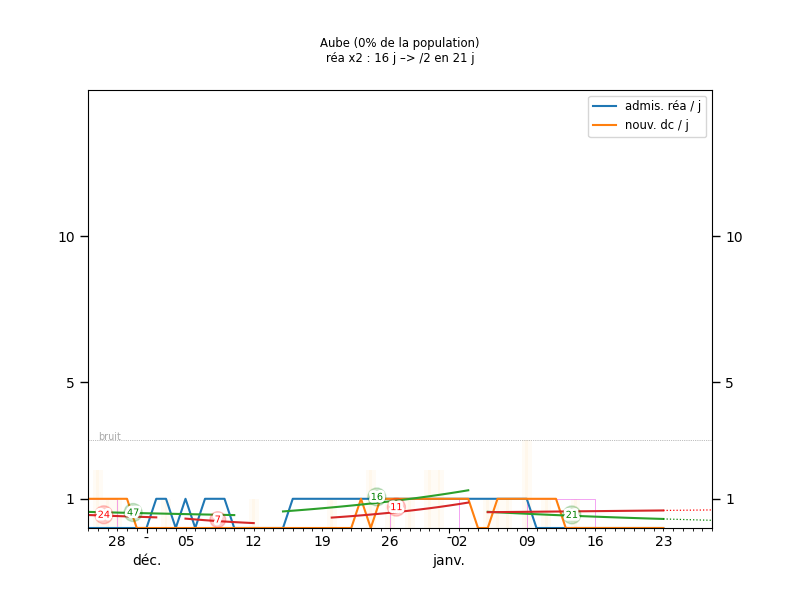 Aube (0% de la population)
réa x2 : 16 j –> /2 en 21 j
admis. réa / j
nouv. dc / j
10 10
5 5
bruit
1 1
24 47 7 16 11 21
28 - 05 12 19 26 02 09 16 23
déc. janv.